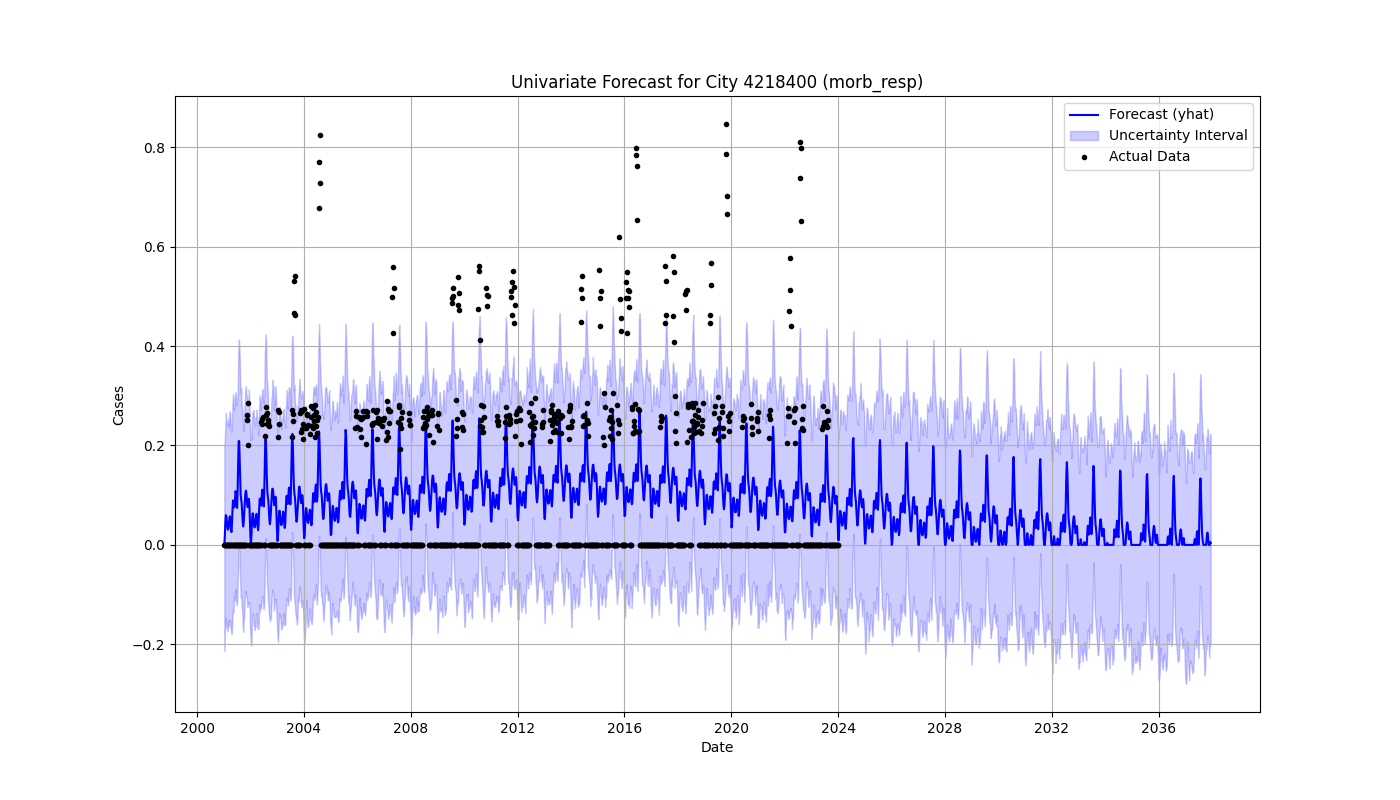 Univariate Forecast for City 4218400 (morb_resp)
Forecast (yhat)
Uncertainty Interval
Actual Data
Cases
0.8
0.6
0.4
0.2
0.0
−0.2
2000 2004 2008 2012 2016 2020 2024 2028 2032 2036
Date